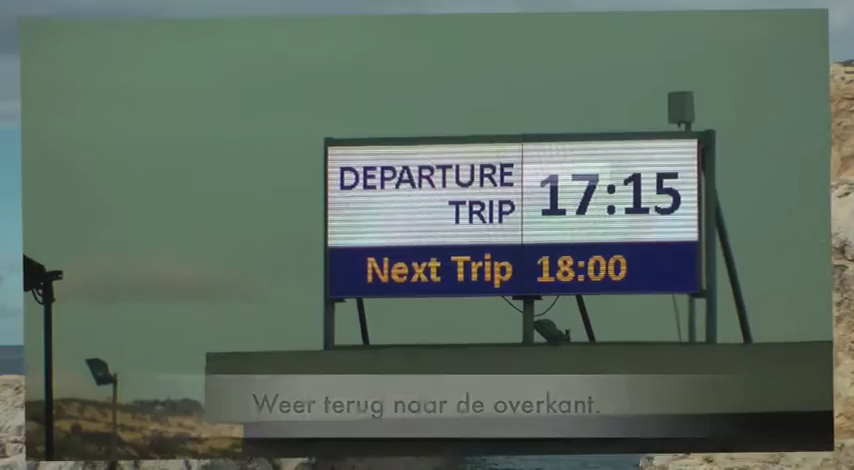 DEPARTURE
TRIP
17:15
Next Trip 18:00
Weer terug naar de overkant.